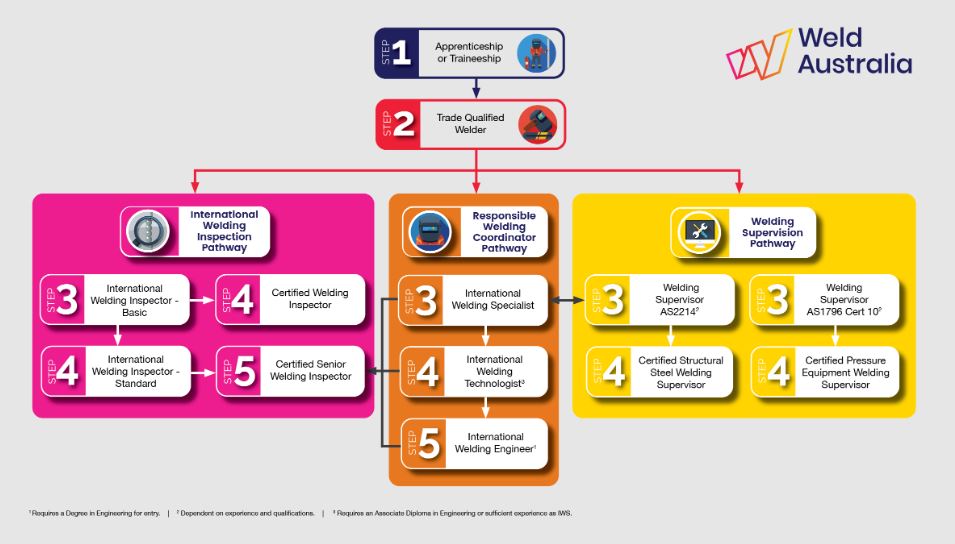 STEP 1
Apprenticeship
or Traineeship
Weld
Australia
STEP 2
Trade Qualified
Welder
International
Welding
Inspection
Pathway
STEP 3
International
Welding Inspector -
Basic
STEP 4
Certified Welding
Inspector
STEP 4
International
Welding Inspector -
Standard
STEP 5
Certified Senior
Welding Inspector
Responsible
Welding
Coordinator
Pathway
STEP 3
International
Welding Specialist
STEP 4
International
Welding
Technologist³
STEP 5
International
Welding Engineer¹
Welding
Supervision
Pathway
STEP 3
Welding
Supervisor
AS2214²
STEP 3
Welding
Supervisor
AS1796 Cert 10²
STEP 4
Certified Structural
Steel Welding
Supervisor
STEP 4
Certified Pressure
Equipment Welding
Supervisor
¹ Requires a Degree in Engineering for entry. | ² Dependent on experience and qualifications. | ³ Requires an Associate Diploma in Engineering or sufficient experience as IWS.